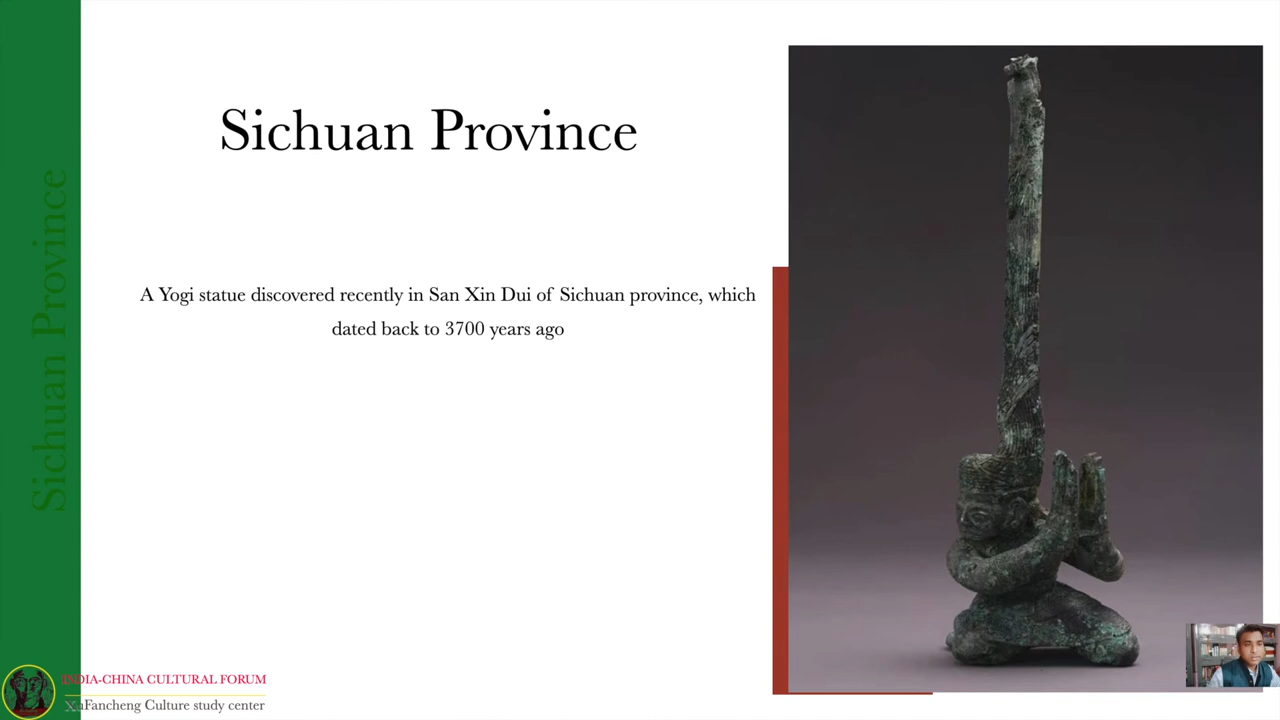 Sichuan Province
Sichuan Province
A Yogi statue discovered recently in San Xin Dui of Sichuan province, which
dated back to 3700 years ago
INDIA-CHINA CULTURAL FORUM
XuFancheng Culture study center